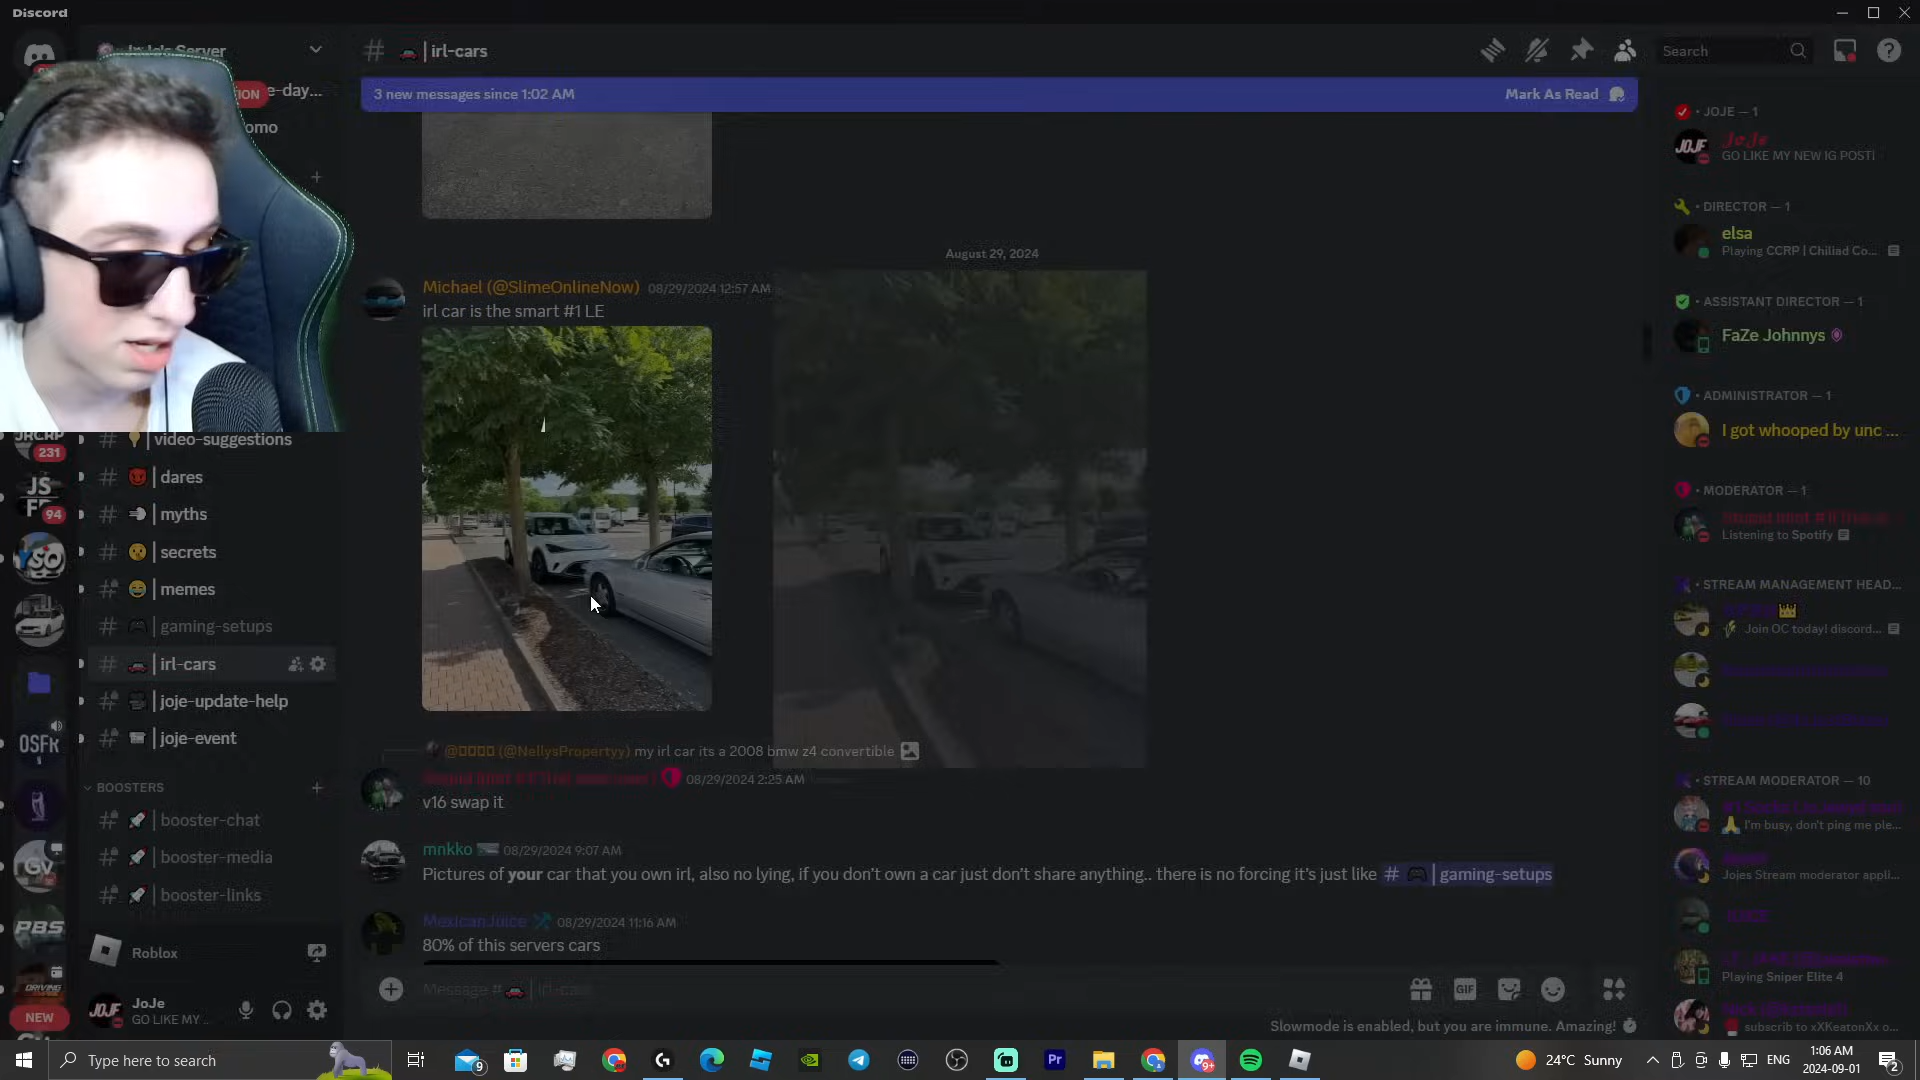 Discord
# | irl-cars
Search
3 new messages since 1:02 AM
Mark As Read
video-suggestions
231
dares
94
myths
secrets
memes
gaming-setups
irl-cars
joje-update-help
joje-event
BOOSTERS
booster-chat
booster-media
booster-links
Roblox
JoJe
GO LIKE MY ..
NEW
August 29, 2024
Michael (@SlimeOnlineNow) 08/29/2024 12:57 AM
irl car is the smart #1 LE
(@NellysPropertyy) my irl car its a 2008 bmw z4 convertible
08/29/2024 2:25 AM
v16 swap it
mnkko 08/29/2024 9:07 AM
Pictures of your car that you own irl, also no lying, if you don't own a car just don't share anything.. there is no forcing it's just like # | gaming-setups
MexicanJuice 08/29/2024 11:16 AM
80% of this servers cars
Message # | irl-cars
GIF
Slowmode is enabled, but you are immune. Amazing!
JOJE — 1
JoJe
GO LIKE MY NEW IG POST!
• DIRECTOR — 1
elsa
Playing CCRP | Chiliad Co...
• ASSISTANT DIRECTOR — 1
FaZe Johnnys
• ADMINISTRATOR — 1
I got whooped by unc ...
• MODERATOR — 1
Listening to Spotify
• STREAM MANAGEMENT HEAD...
Join OC today! discord...
• STREAM MODERATOR — 10
I'm busy, don't ping me ple...
Jojes Stream moderator appli...
Playing Sniper Elite 4
subscrib to xXKeatonXx o...
Type here to search
24°C Sunny
ENG
1:06 AM
2024-09-01